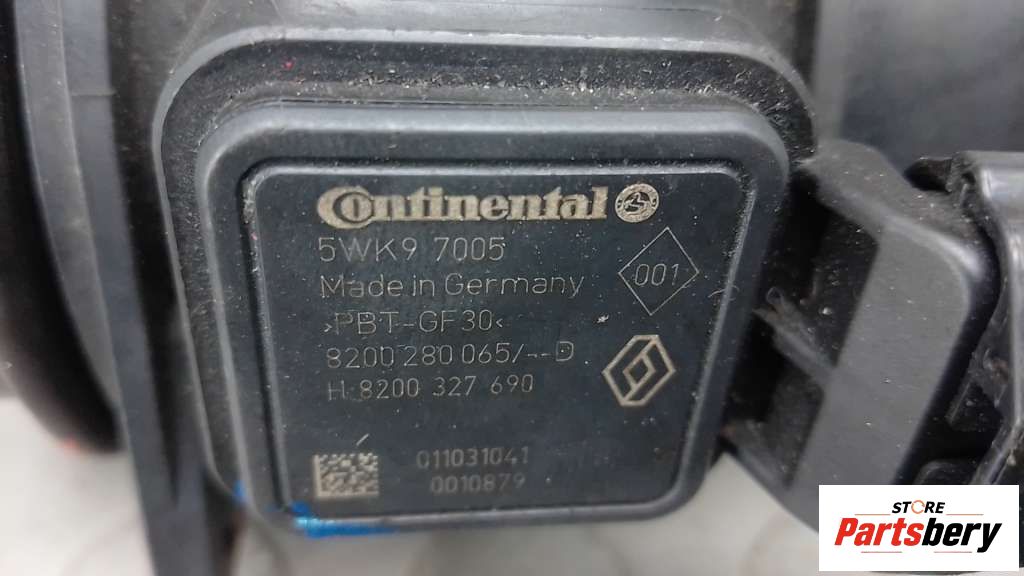 Continental
5WK9 7005
Made in Germany
001
>PBT-GF30<
8200 280 065/--D
H: 8200 327 690
011031041
0010879
STORE
Partsbery